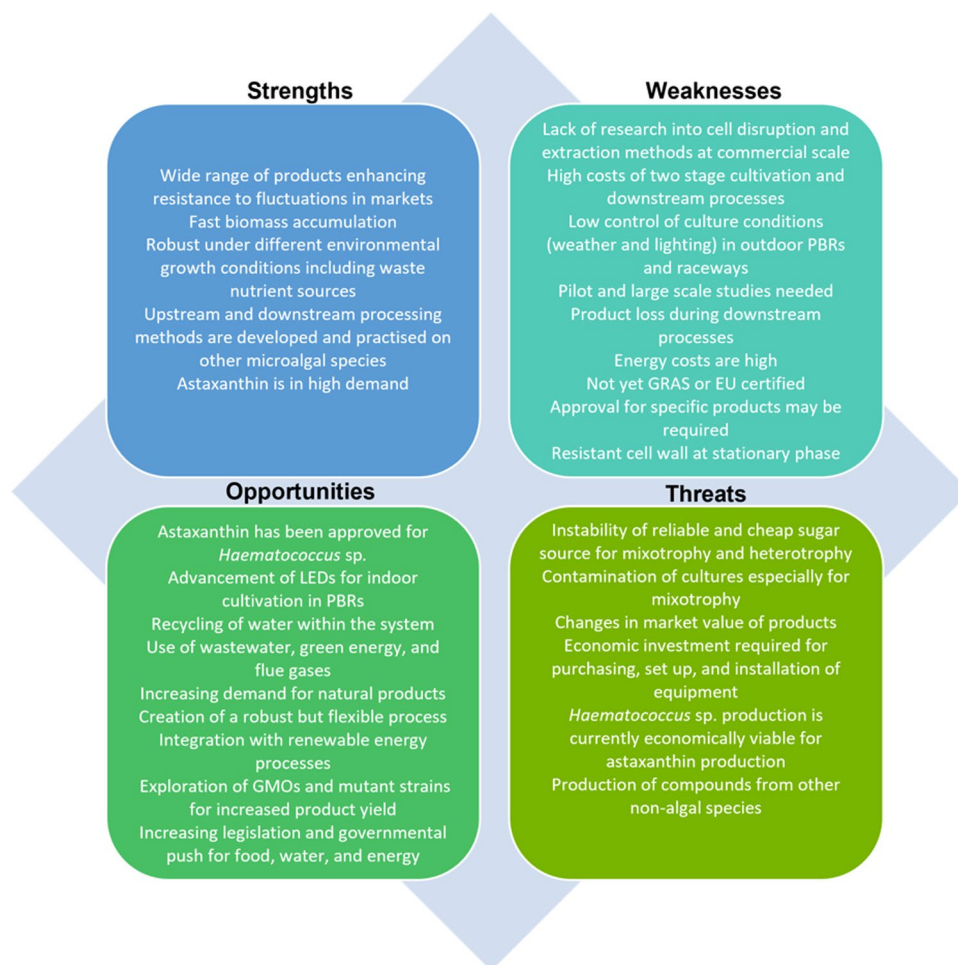 Strengths
Wide range of products enhancing
resistance to fluctuations in markets
Fast biomass accumulation
Robust under different environmental
growth conditions including waste
nutrient sources
Upstream and downstream processing
methods are developed and practised on
other microalgal species
Astaxanthin is in high demand
Weaknesses
Lack of research into cell disruption and
extraction methods at commercial scale
High costs of two stage cultivation and
downstream processes
Low control of culture conditions
(weather and lighting) in outdoor PBRs
and raceways
Pilot and large scale studies needed
Product loss during downstream
processes
Energy costs are high
Not yet GRAS or EU certified
Approval for specific products may be
required
Resistant cell wall at stationary phase
Opportunities
Astaxanthin has been approved for
Haematococcus sp.
Advancement of LEDs for indoor
cultivation in PBRs
Recycling of water within the system
Use of wastewater, green energy, and
flue gases
Increasing demand for natural products
Creation of a robust but flexible process
Integration with renewable energy
processes
Exploration of GMOs and mutant strains
for increased product yield
Increasing legislation and governmental
push for food, water, and energy
Threats
Instability of reliable and cheap sugar
source for mixotrophy and heterotrophy
Contamination of cultures especially for
mixotrophy
Changes in market value of products
Economic investment required for
purchasing, set up, and installation of
equipment
Haematococcus sp. production is
currently economically viable for
astaxanthin production
Production of compounds from other
non-algal species